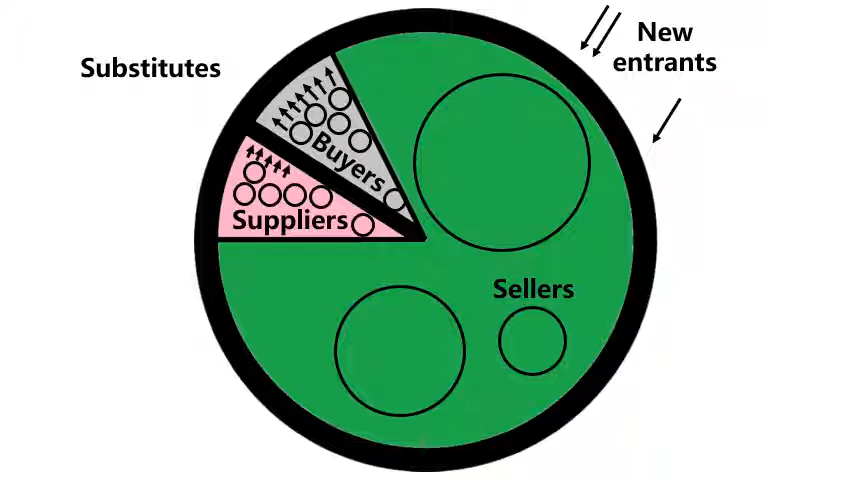 Substitutes
New
entrants
Buyers
Suppliers
Sellers